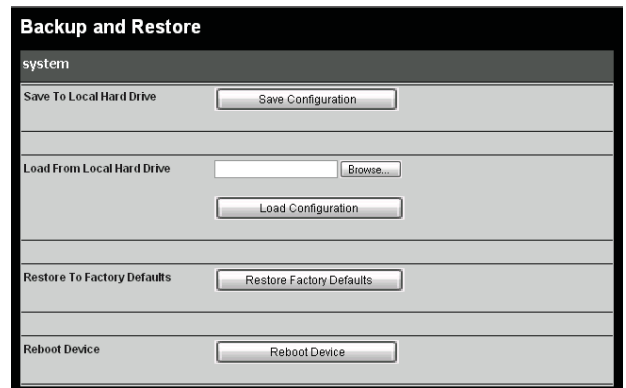 Backup and Restore
system
Save To Local Hard Drive Save Configuration
Load From Local Hard Drive Browse...
Load Configuration
Restore To Factory Defaults Restore Factory Defaults
Reboot Device Reboot Device